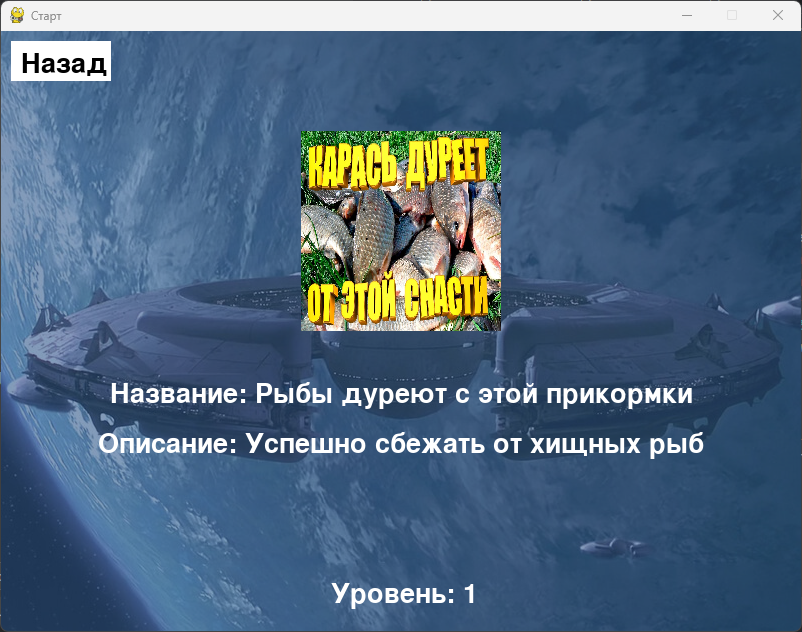 Старт
Назад
КАРАСЬ ДУРЕЕТ
ОТ ЭТОЙ СНАСТИ
Название: Рыбы дуреют с этой прикормки
Описание: Успешно сбежать от хищных рыб
Уровень: 1